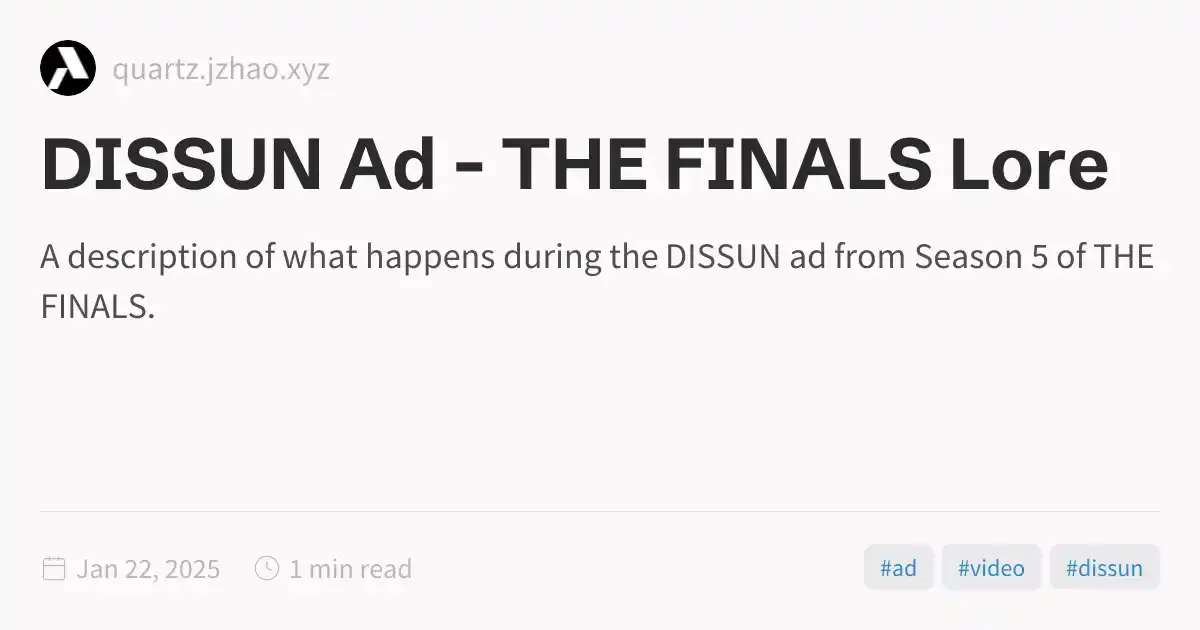 quartz.jzhao.xyz
DISSUN Ad - THE FINALS Lore
A description of what happens during the DISSUN ad from Season 5 of THE
FINALS.
Jan 22, 2025 1 min read #ad #video #dissun